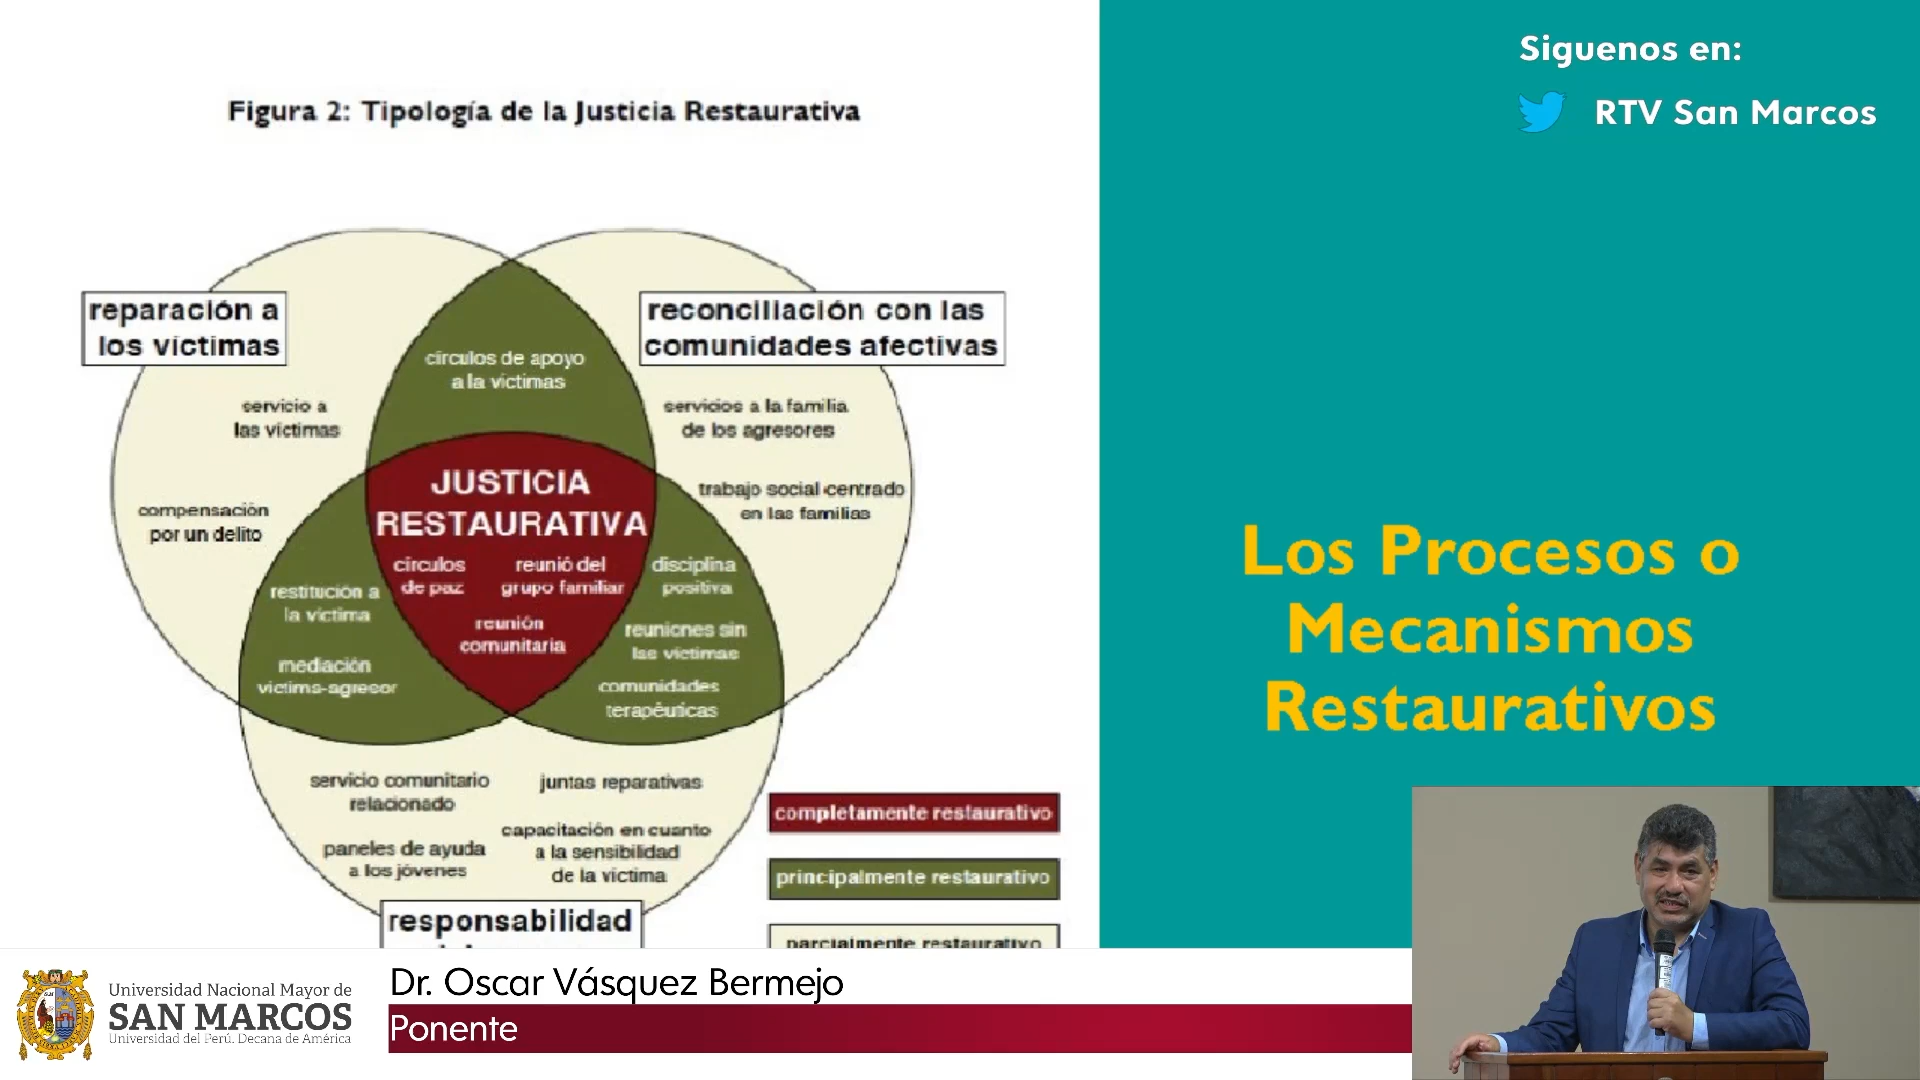 Siguenos en:
RTV San Marcos
Figura 2: Tipología de la Justicia Restaurativa
reparación a
los víctimas
reconciliación con las
comunidades afectivas
círculos de apoyo
a la víctimas
servicio a
las víctimas
servicios a la familia
de los agresores
compensación
por un delito
trabajo social centrado
en las familias
JUSTICIA
RESTAURATIVA
círculos
de paz
reunió del
grupo familiar
reunión
comunitaria
disciplina
positiva
restitución a
la víctima
reuniones sin
las víctimas
mediación
víctima-agresor
comunidades
terapéuticas
servicio comunitario
relacionado
juntas reparativas
paneles de ayuda
a los jóvenes
capacitación en cuanto
a la sensibilidad
de la víctima
responsabilidad
completamente restaurativo
principalmente restaurativo
parcialmente restaurativo
Los Procesos o
Mecanismos
Restaurativos
Universidad Nacional Mayor de
SAN MARCOS
Universidad del Perú. Decana de América
Dr. Oscar Vásquez Bermejo
Ponente